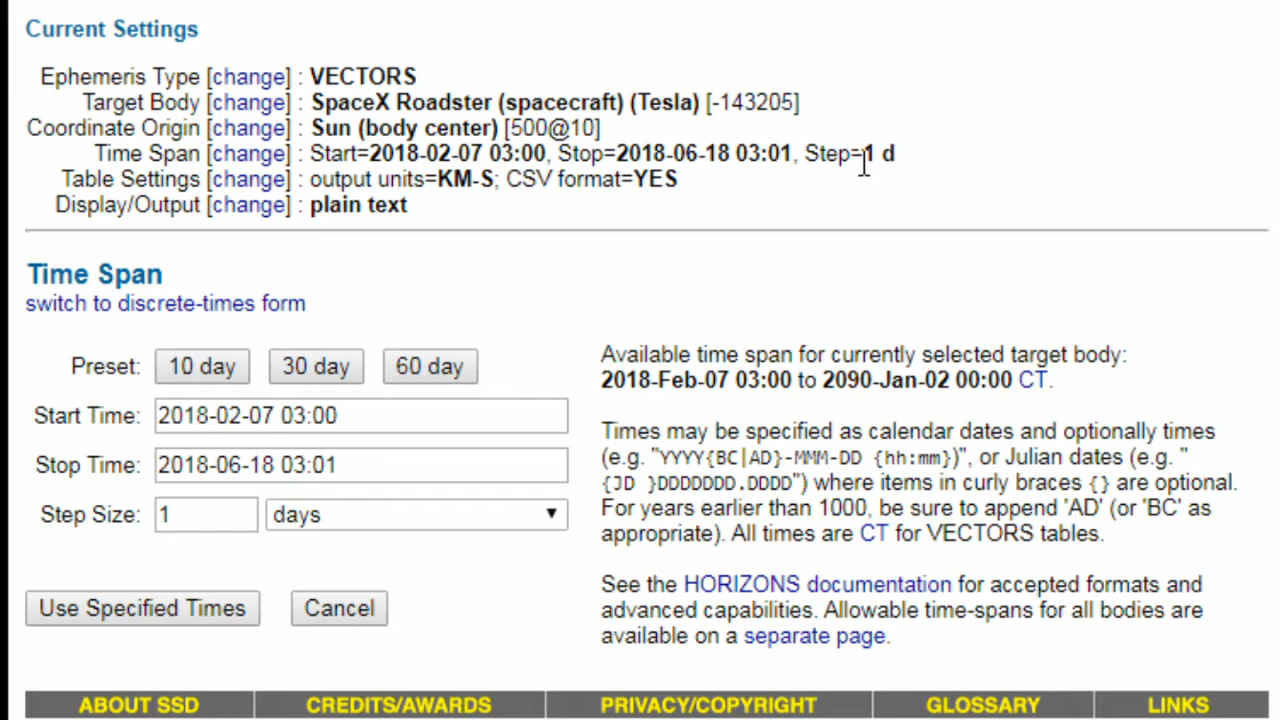 Current Settings
Ephemeris Type [change] : VECTORS
Target Body [change] : SpaceX Roadster (spacecraft) (Tesla) [-143205]
Coordinate Origin [change] : Sun (body center) [500@10]
Time Span [change] : Start=2018-02-07 03:00, Stop=2018-06-18 03:01, Step=1 d
Table Settings [change] : output units=KM-S; CSV format=YES
Display/Output [change] : plain text
Time Span
switch to discrete-times form
Preset: 10 day 30 day 60 day
Start Time: 2018-02-07 03:00
Stop Time: 2018-06-18 03:01
Step Size: 1 days
Use Specified Times Cancel
Available time span for currently selected target body:
2018-Feb-07 03:00 to 2090-Jan-02 00:00 CT.
Times may be specified as calendar dates and optionally times
(e.g. "YYYY{BC|AD}-MMM-DD {hh:mm})", or Julian dates (e.g. "
{JD }DDDDDDD.DDDD") where items in curly braces {} are optional.
For years earlier than 1000, be sure to append 'AD' (or 'BC' as
appropriate). All times are CT for VECTORS tables.
See the HORIZONS documentation for accepted formats and
advanced capabilities. Allowable time-spans for all bodies are
available on a separate page.
ABOUT SSD CREDITS/AWARDS PRIVACY/COPYRIGHT GLOSSARY LINKS